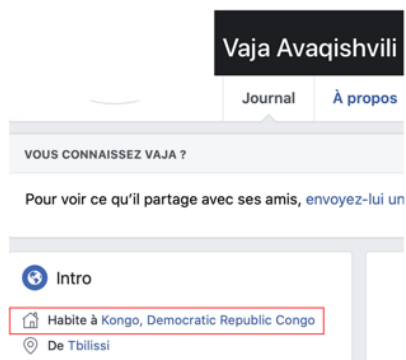 Vaja Avaqishvili
Journal À propos
VOUS CONNAISSEZ VAJA ?
Pour voir ce qu'il partage avec ses amis, envoyez-lui un
Intro
Habite à Kongo, Democratic Republic Congo
De Tbilissi